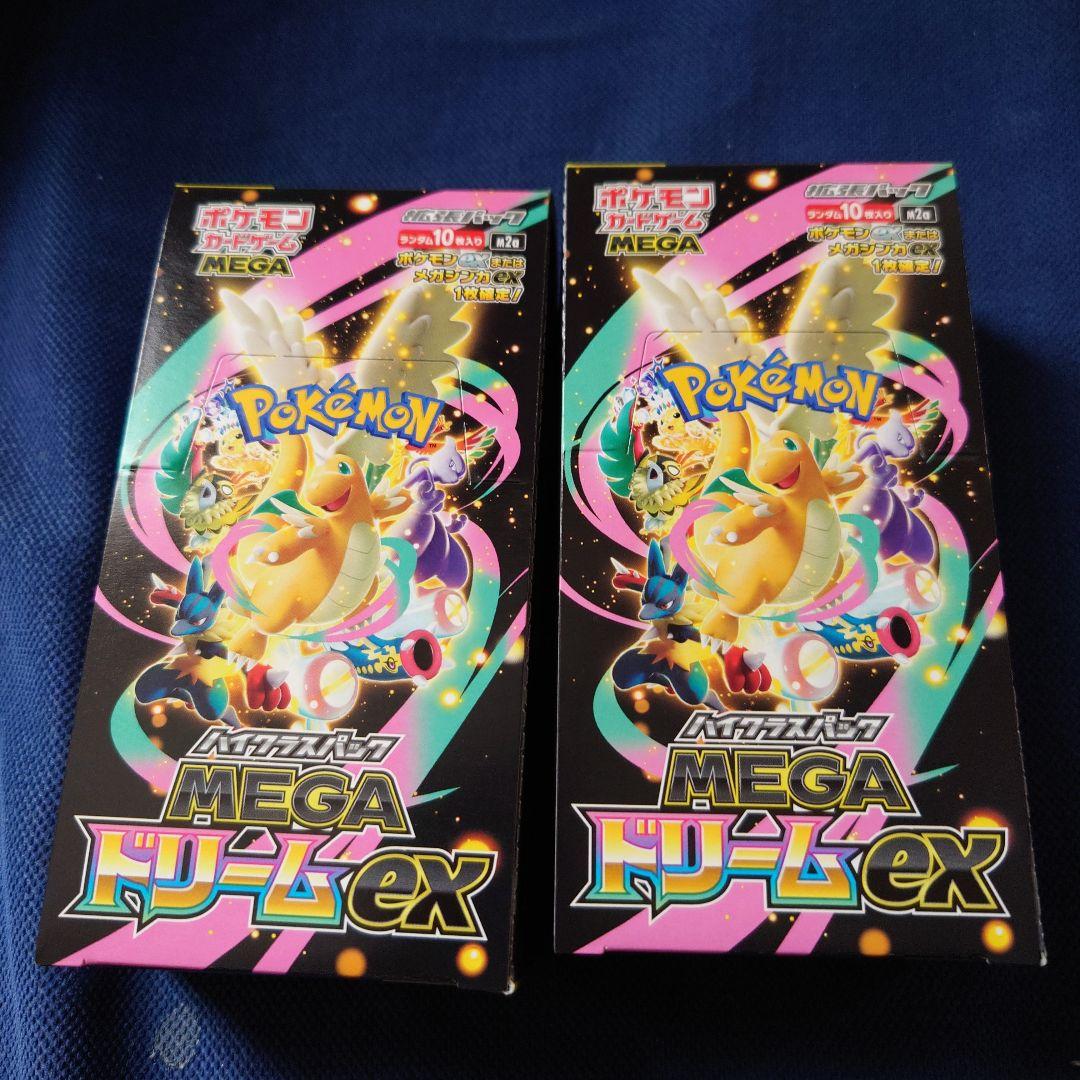 ポケモン
カードゲーム
MEGA
拡張パック
ランダム10枚入り M2a
ポケモンexまたは
メガシンカex
1枚確定!
POKéMON
TM
ハイクラスパック
MEGA
ドリームex
ポケモン
カードゲーム
MEGA
拡張パック
ランダム10枚入り M2a
ポケモンexまたは
メガシンカex
1枚確定!
POKéMON
TM
ハイクラスパック
MEGA
ドリームex